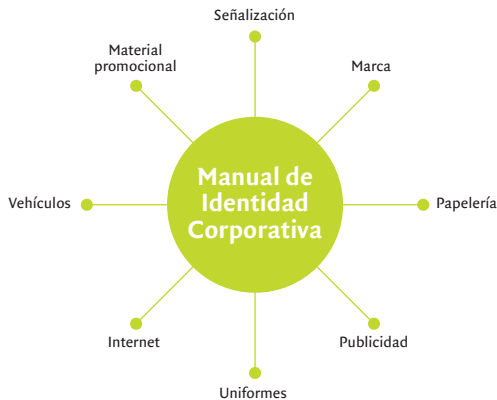 Señalización
Material
promocional
Marca
Manual de
Identidad
Corporativa
Vehículos
Papelería
Internet
Publicidad
Uniformes